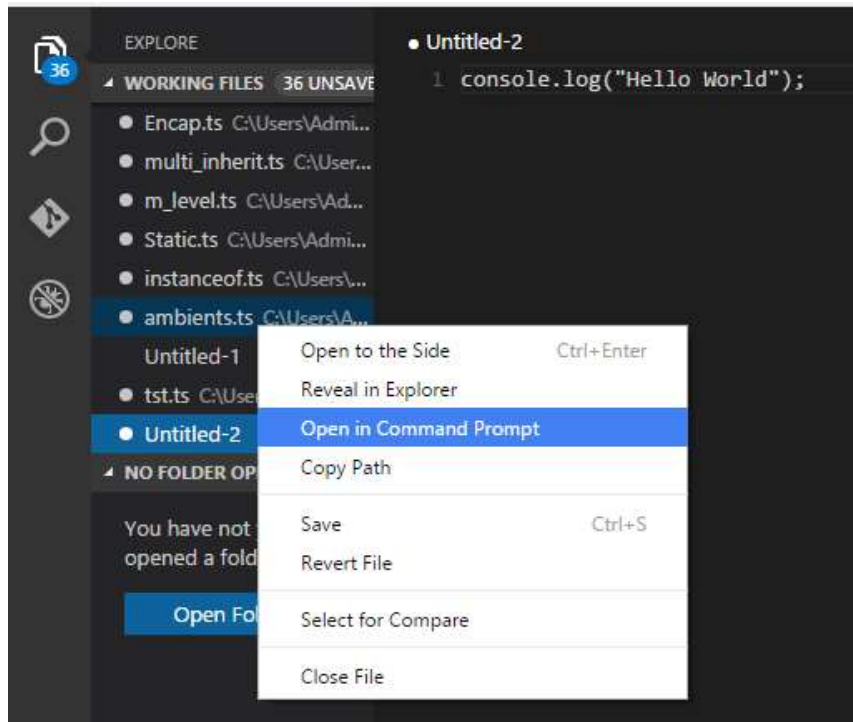 EXPLORE
36
WORKING FILES 36 UNSAVE
Encap.ts C:\Users\Admi...
multi_inherit.ts C:\User...
m_level.ts C:\Users\Ad...
Static.ts C:\Users\Admi...
instanceof.ts C:\Users\...
ambients.ts C:\Users\A...
Untitled-1
tst.ts C:\Use
Untitled-2
NO FOLDER OP
You have not
opened a fold
Open Fol
Open to the Side Ctrl+Enter
Reveal in Explorer
Open in Command Prompt
Copy Path
Save Ctrl+S
Revert File
Select for Compare
Close File
Untitled-2
1 console.log("Hello World");